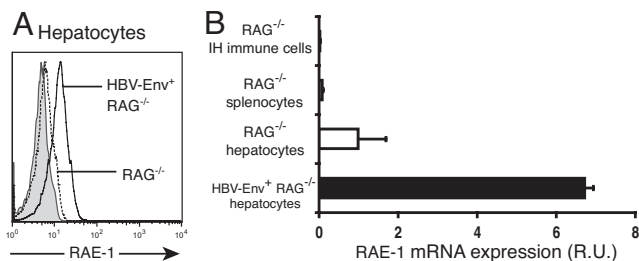 A Hepatocytes
HBV-Env+
RAG-/-
RAG-/-
10^0 10^1 10^2 10^3 10^4
RAE-1
B
RAG-/-
IH immune cells
RAG-/-
splenocytes
RAG-/-
hepatocytes
HBV-Env+ RAG-/-
hepatocytes
0 2 4 6 8
RAE-1 mRNA expression (R.U.)